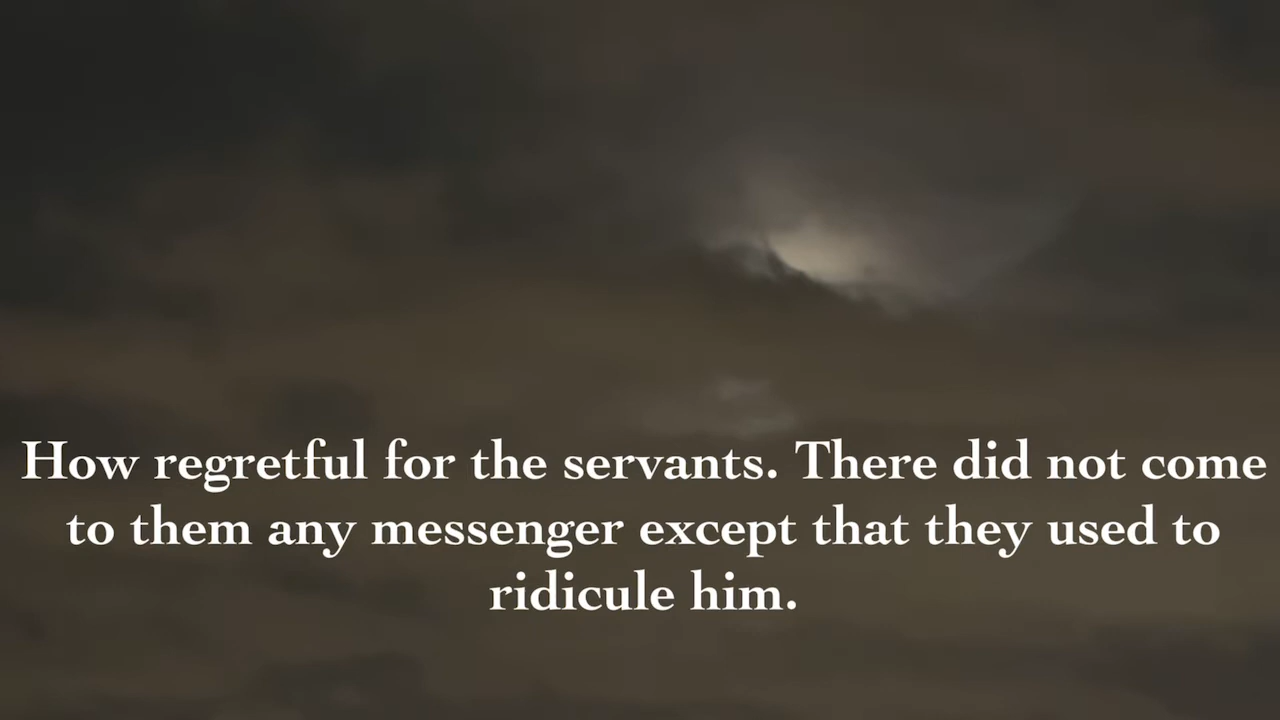 How regretful for the servants. There did not come
to them any messenger except that they used to
ridicule him.